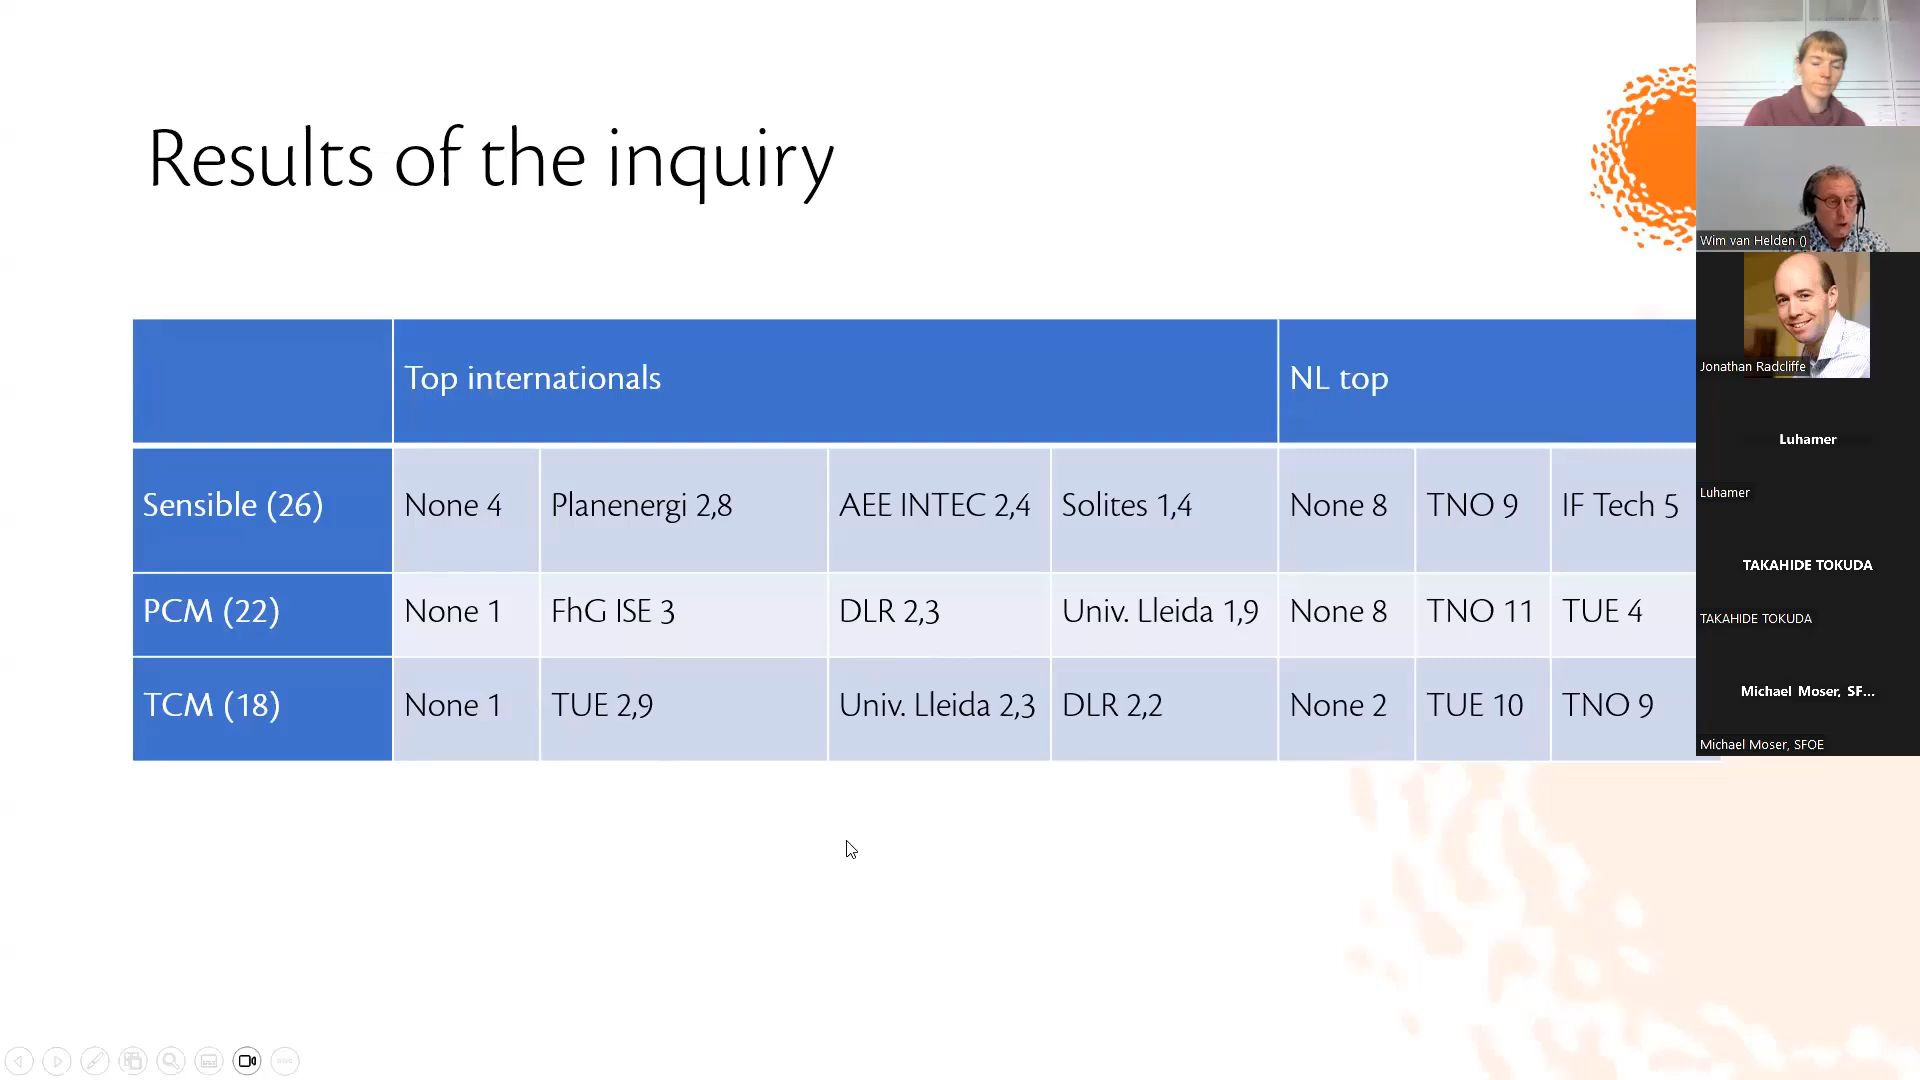 Results of the inquiry
Top internationals NL top
Sensible (26) None 4 Planenergi 2,8 AEE INTEC 2,4 Solites 1,4 None 8 TNO 9 IF Tech 5
PCM (22) None 1 FhG ISE 3 DLR 2,3 Univ. Lleida 1,9 None 8 TNO 11 TUE 4
TCM (18) None 1 TUE 2,9 Univ. Lleida 2,3 DLR 2,2 None 2 TUE 10 TNO 9
Wim van Helden ()
Jonathan Radcliffe
Luhamer
Luhamer
TAKAHIDE TOKUDA
TAKAHIDE TOKUDA
Michael Moser, SF...
Michael Moser, SFOE